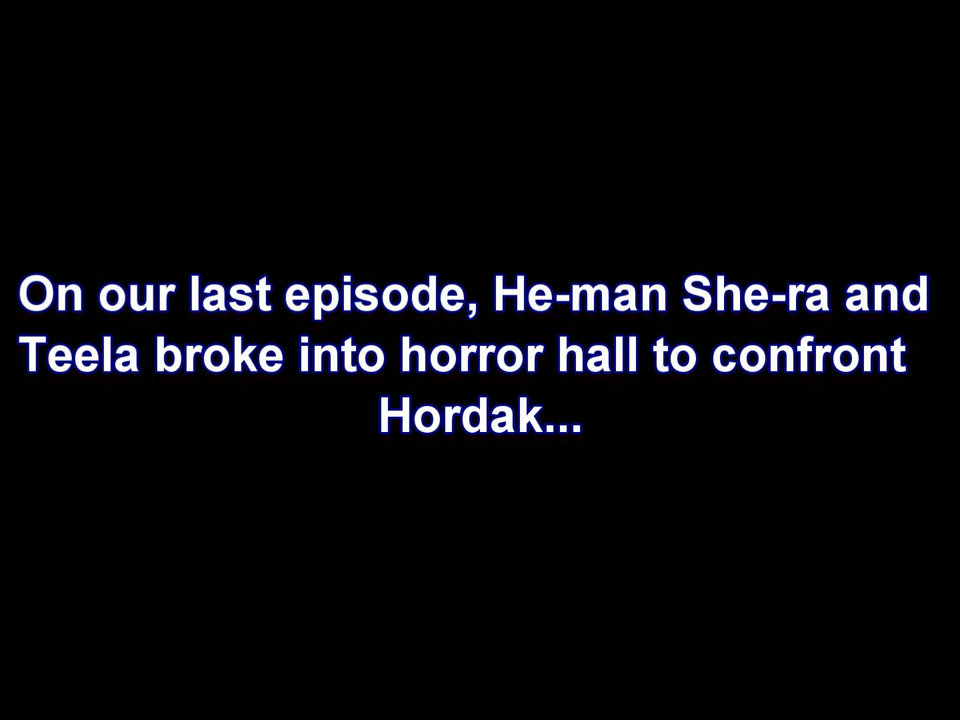 On our last episode, He-man She-ra and
Teela broke into horror hall to confront
Hordak...